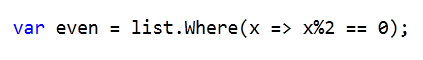 var even = list.Where(x => x%2 == 0);